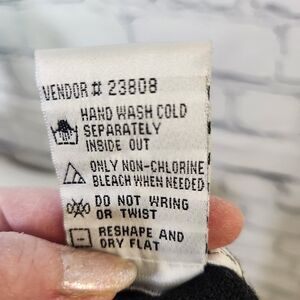 VENDOR # 23808
HAND WASH COLD
SEPARATELY
INSIDE OUT
ONLY NON-CHLORINE
BLEACH WHEN NEEDED
DO NOT WRING
OR TWIST
RESHAPE AND
DRY FLAT